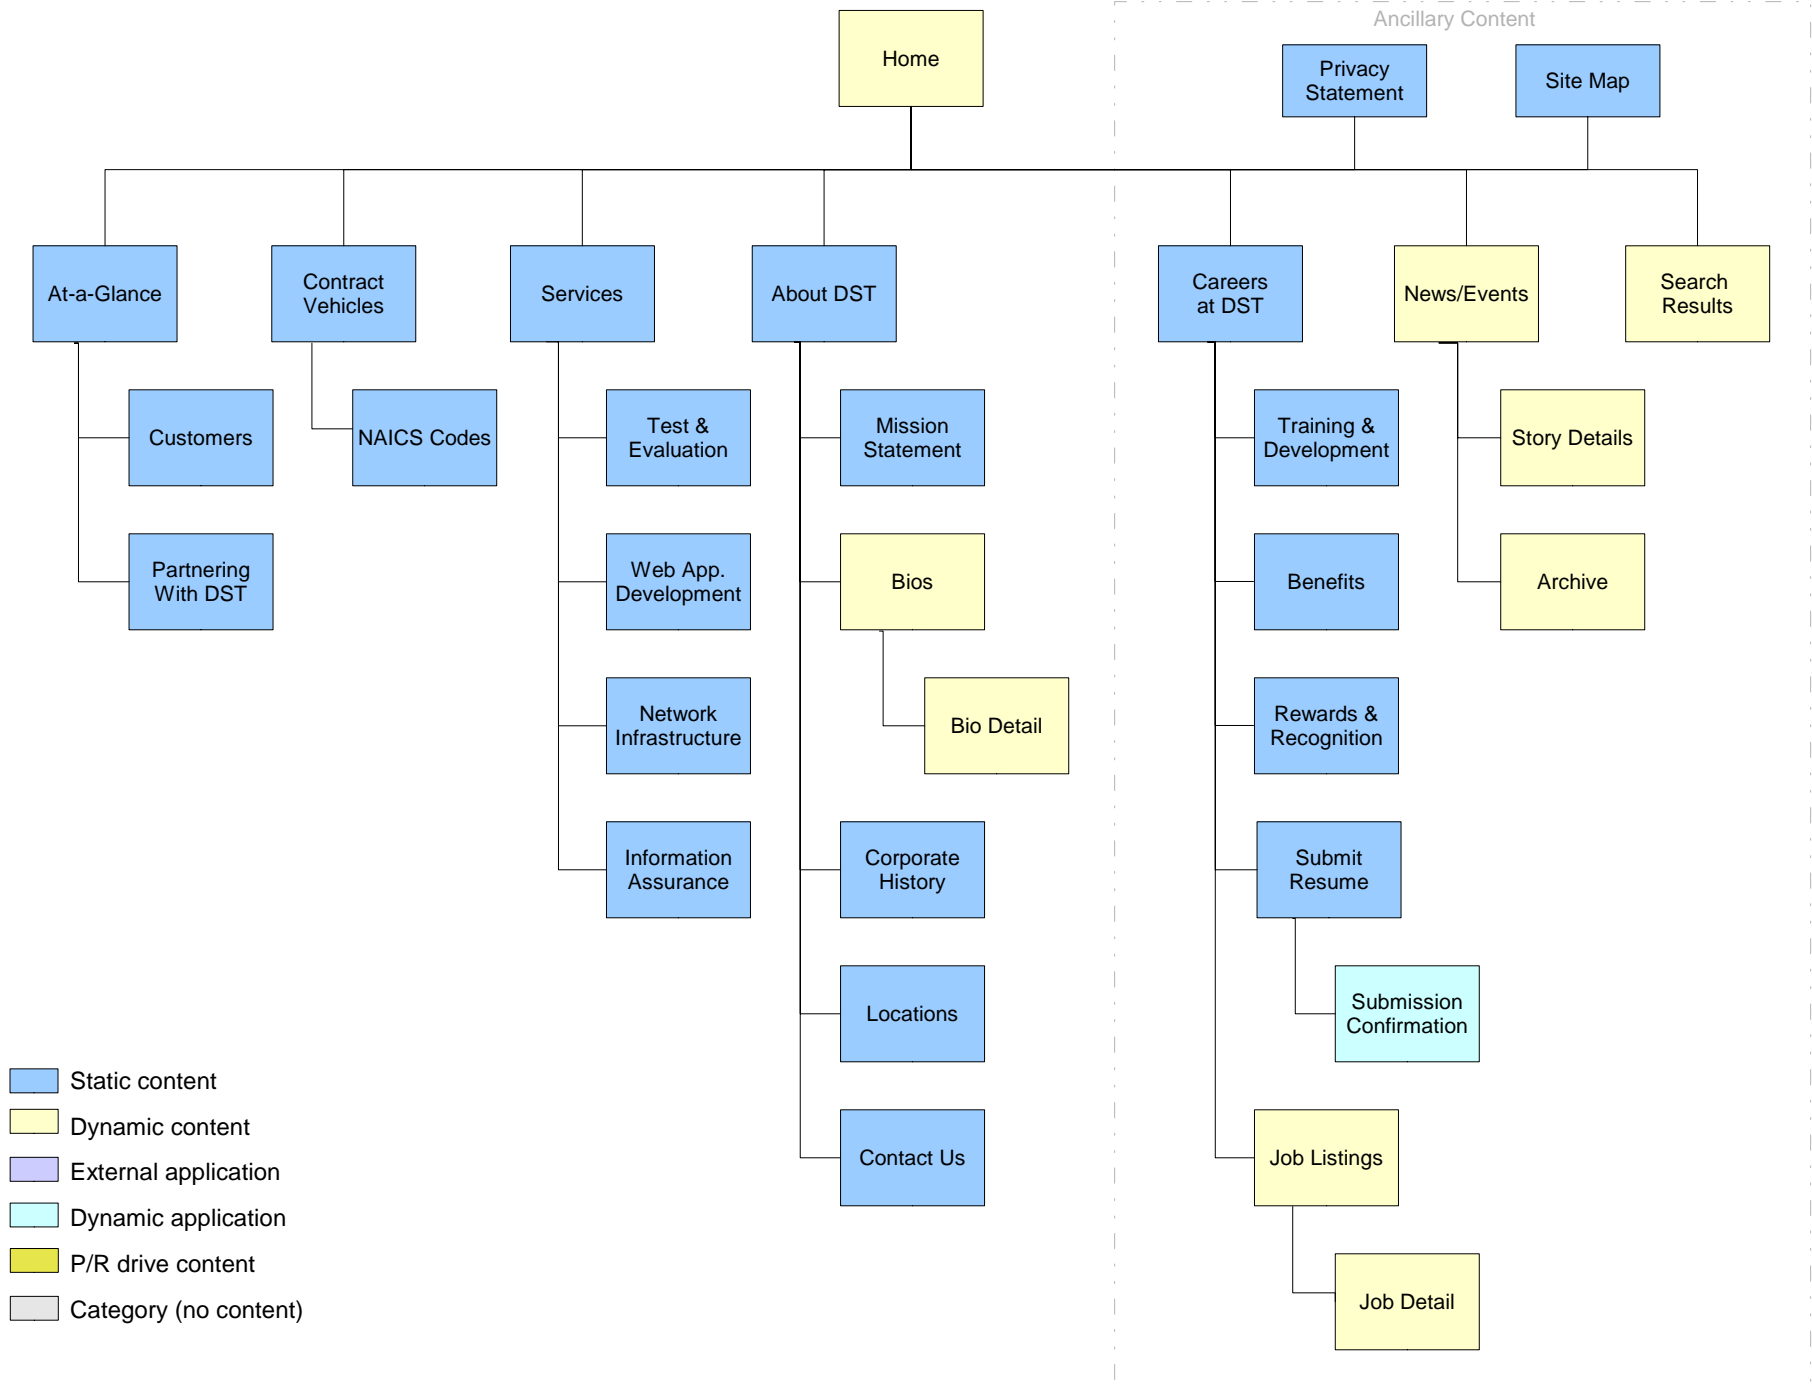 Ancillary Content
Home
Privacy
Statement
Site Map
At-a-Glance
Contract
Vehicles
Services
About DST
Careers
at DST
News/Events
Search
Results
Customers
NAICS Codes
Test &
Evaluation
Mission
Statement
Training &
Development
Story Details
Partnering
With DST
Web App.
Development
Bios
Benefits
Archive
Network
Infrastructure
Bio Detail
Rewards &
Recognition
Information
Assurance
Corporate
History
Submit
Resume
Locations
Submission
Confirmation
Contact Us
Job Listings
Job Detail
Static content
Dynamic content
External application
Dynamic application
P/R drive content
Category (no content)